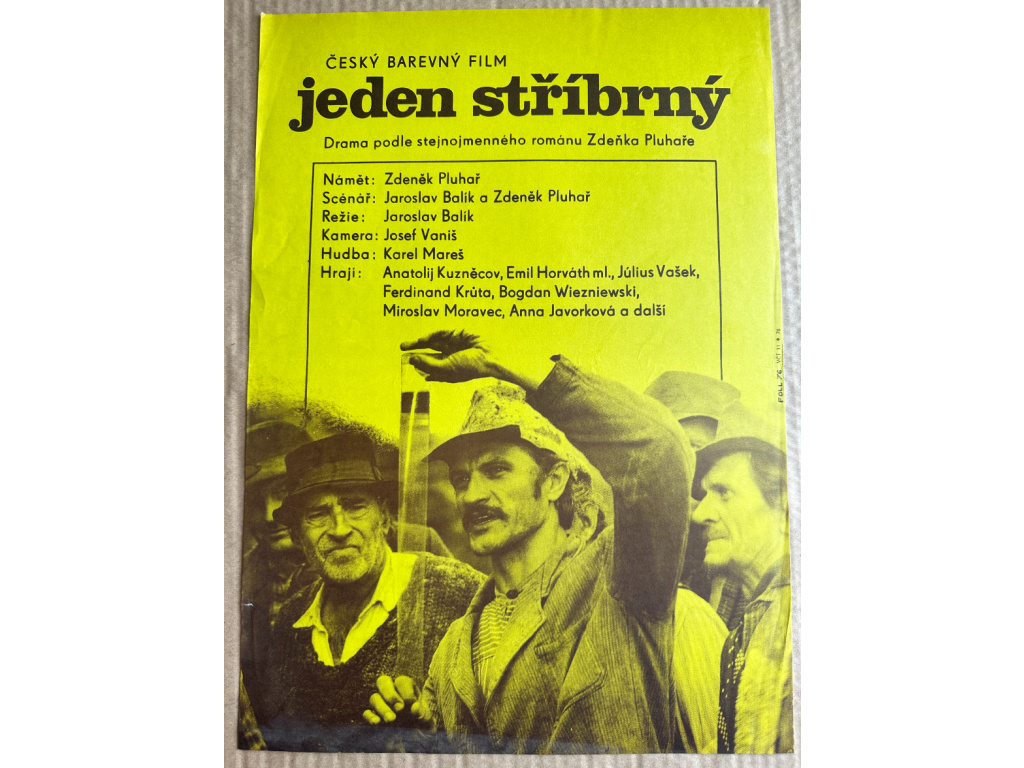 ČESKÝ BAREVNÝ FILM
jeden stříbrný
Drama podle stejnojmenného románu Zdeňka Pluhaře
Námět: Zdeněk Pluhař
Scénář: Jaroslav Balík a Zdeněk Pluhař
Režie: Jaroslav Balík
Kamera: Josef Vaniš
Hudba: Karel Mareš
Hrají: Anatolij Kuzněcov, Emil Horváth ml., Július Vašek,
Ferdinand Krůta, Bogdan Wiezniewski,
Miroslav Moravec, Anna Javorková a další
POLL 76